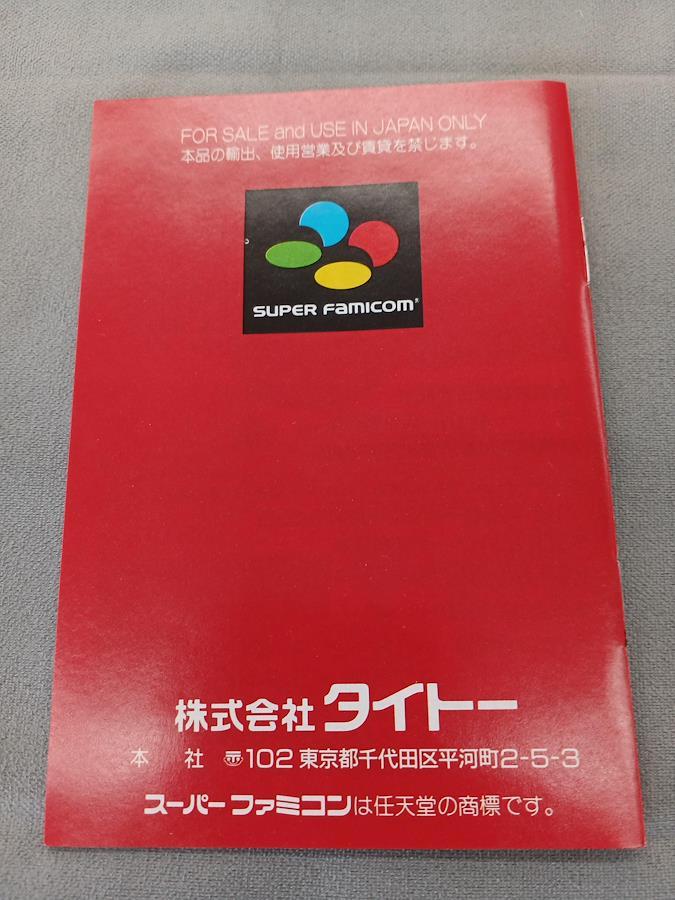 FOR SALE and USE IN JAPAN ONLY
本品の輸出、使用営業及び賃貸を禁じます。
SUPER FAMICOM
株式会社 タイトー
本 社 〠102 東京都千代田区平河町2-5-3
スーパーファミコンは任天堂の商標です。